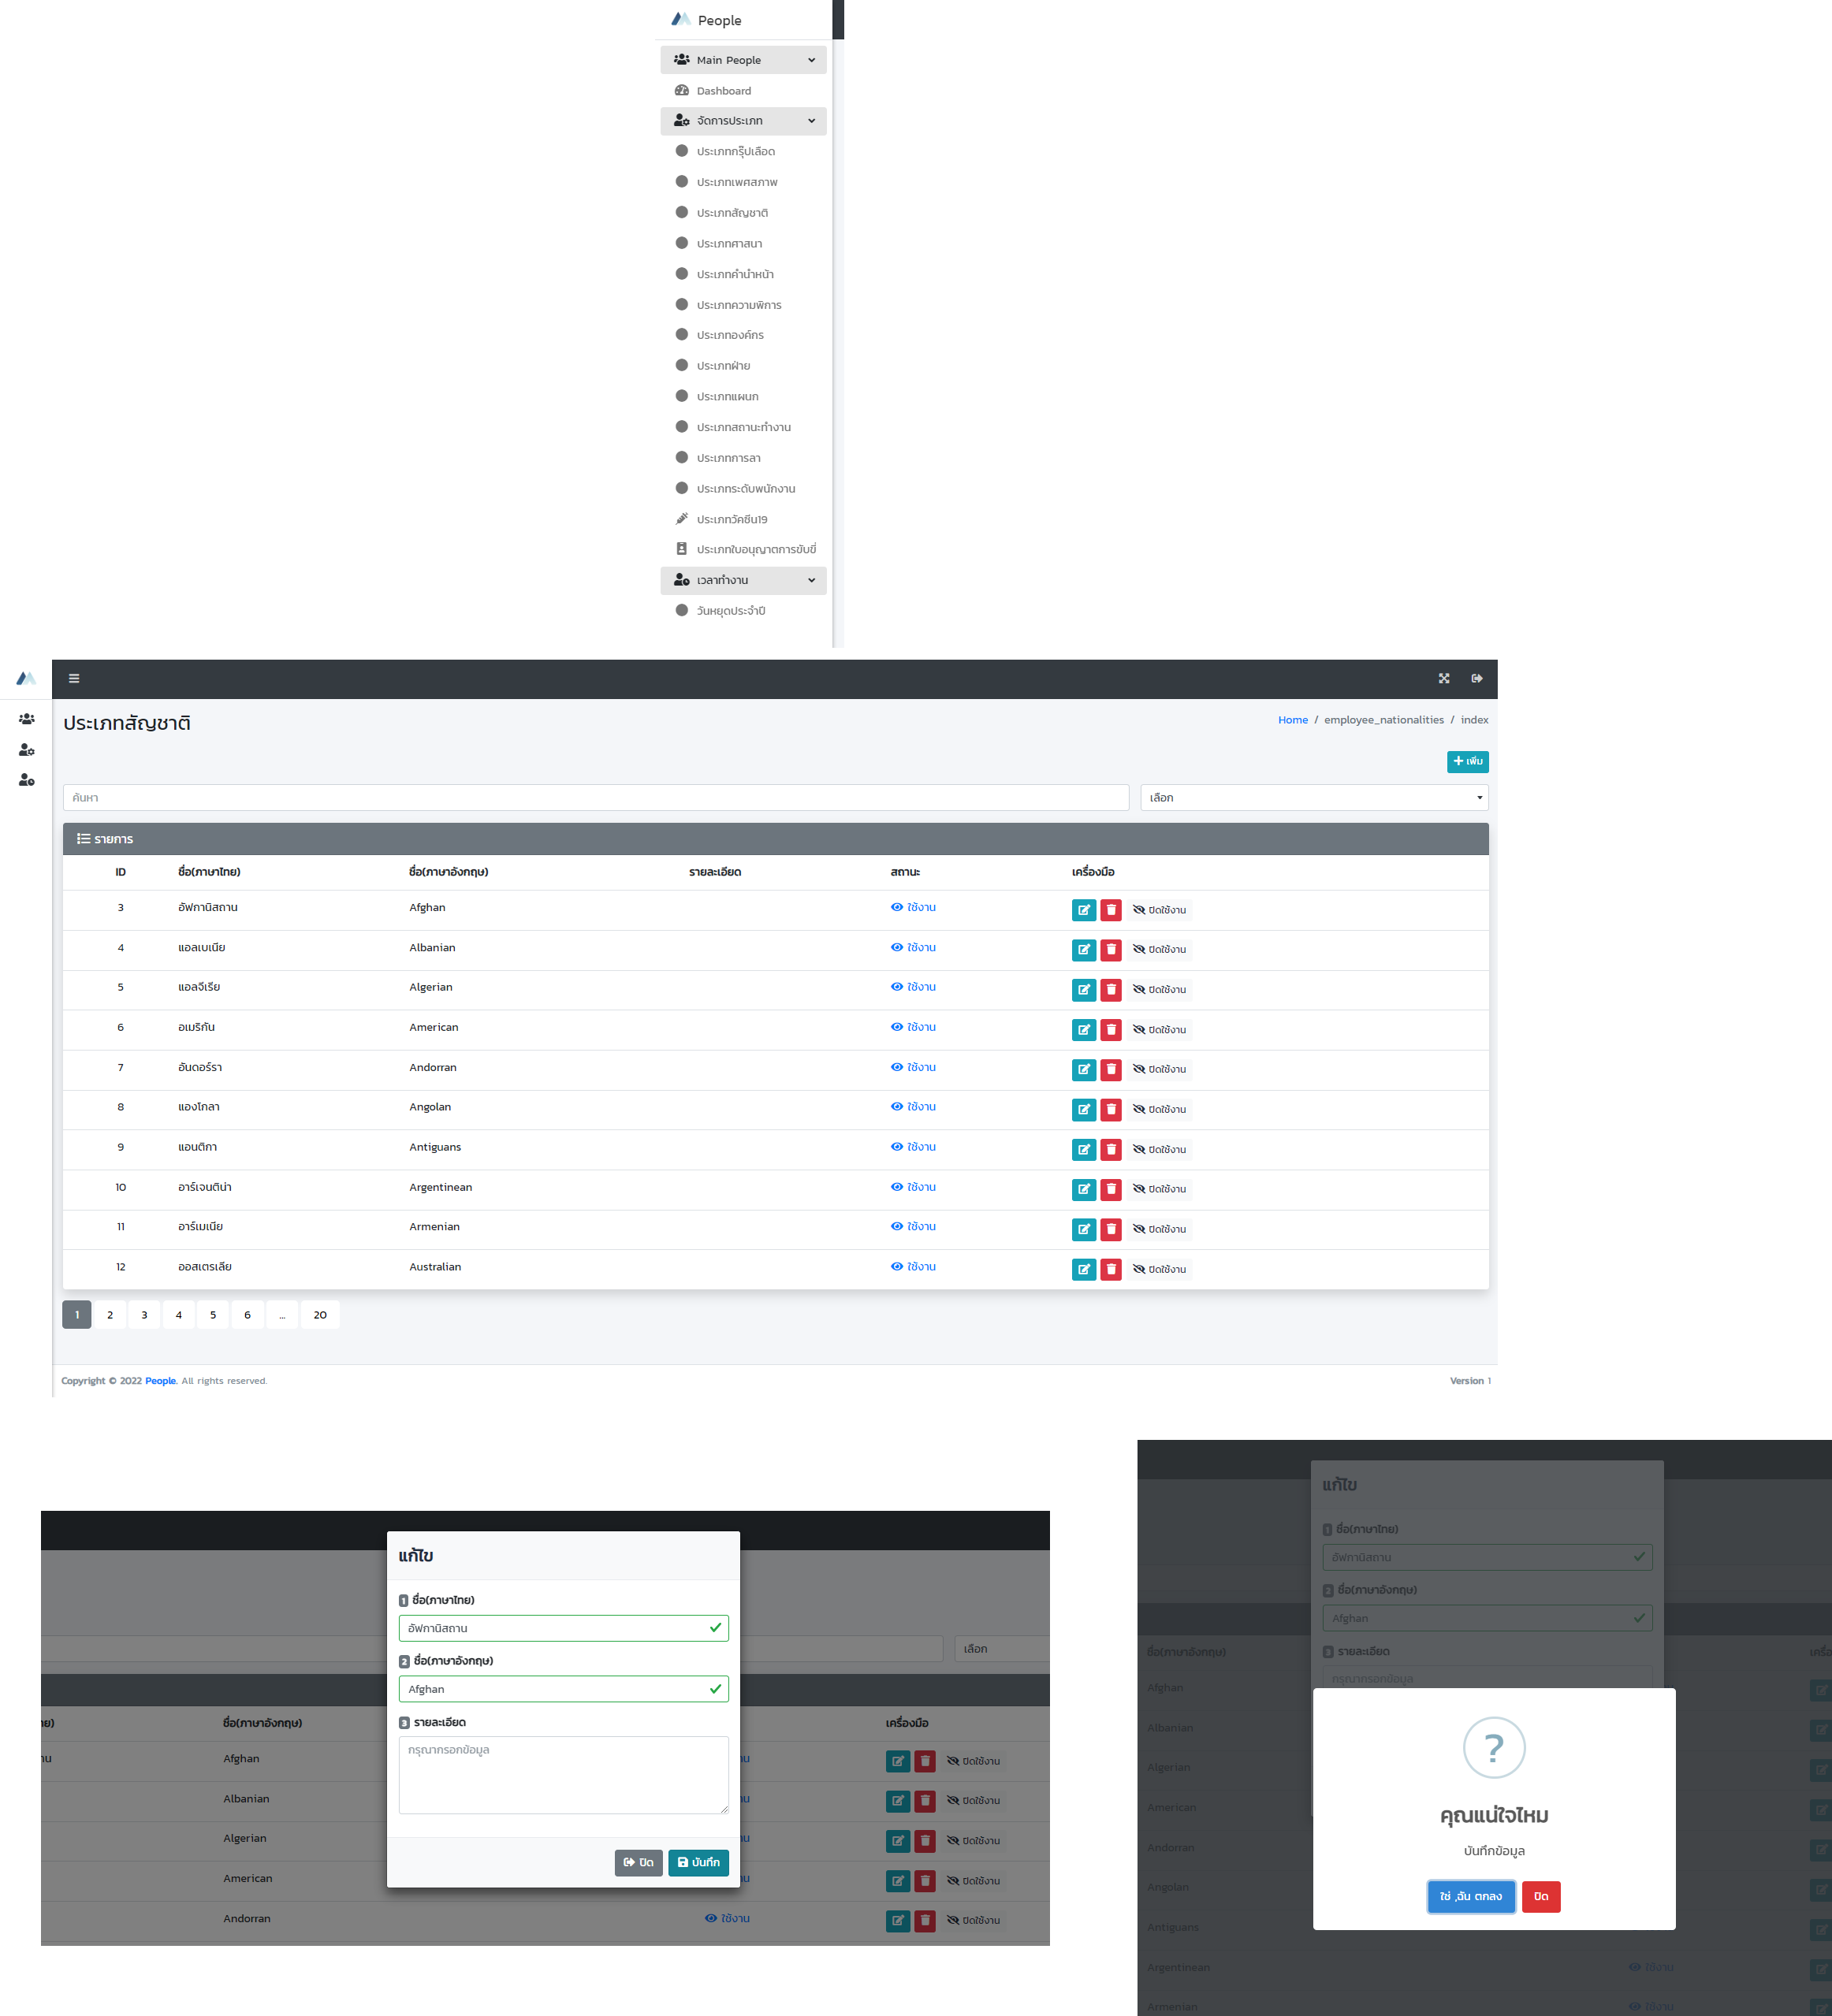 People
Main People
Dashboard
จัดการประเภท
ประเภทกรุ๊ปเลือด
ประเภทเพศสภาพ
ประเภทสัญชาติ
ประเภทศาสนา
ประเภทคำนำหน้า
ประเภทความพิการ
ประเภทองค์กร
ประเภทฝ่าย
ประเภทแผนก
ประเภทสถานะทำงาน
ประเภทการลา
ประเภทระดับพนักงาน
ประเภทวัคซีน19
ประเภทใบอนุญาตการขับขี่
เวลาทำงาน
วันหยุดประจำปี
ประเภทสัญชาติ
Home / employee_nationalities / index
เพิ่ม
ค้นหา เลือก
รายการ
ID ชื่อ(ภาษาไทย) ชื่อ(ภาษาอังกฤษ) รายละเอียด สถานะ เครื่องมือ
3 อัฟกานิสถาน Afghan ใช้งาน ปิดใช้งาน
4 แอลเบเนีย Albanian ใช้งาน ปิดใช้งาน
5 แอลจีเรีย Algerian ใช้งาน ปิดใช้งาน
6 อเมริกัน American ใช้งาน ปิดใช้งาน
7 อันดอร์รา Andorran ใช้งาน ปิดใช้งาน
8 แองโกลา Angolan ใช้งาน ปิดใช้งาน
9 แอนติกา Antiguans ใช้งาน ปิดใช้งาน
10 อาร์เจนติน่า Argentinean ใช้งาน ปิดใช้งาน
11 อาร์เมเนีย Armenian ใช้งาน ปิดใช้งาน
12 ออสเตรเลีย Australian ใช้งาน ปิดใช้งาน
1 2 3 4 5 6 ... 20
Copyright © 2022 People. All rights reserved. Version 1
แก้ไข
1 ชื่อ(ภาษาไทย)
อัฟกานิสถาน
2 ชื่อ(ภาษาอังกฤษ)
Afghan
3 รายละเอียด
กรุณากรอกข้อมูล
ปิด บันทึก
เลือก
ชื่อ(ภาษาอังกฤษ) เครื่องมือ
Afghan ปิดใช้งาน
Albanian ปิดใช้งาน
Algerian ปิดใช้งาน
American ปิดใช้งาน
Andorran ใช้งาน ปิดใช้งาน
แก้ไข
1 ชื่อ(ภาษาไทย)
อัฟกานิสถาน
2 ชื่อ(ภาษาอังกฤษ)
Afghan
3 รายละเอียด
กรุณากรอกข้อมูล
ชื่อ(ภาษาอังกฤษ)
Afghan
Albanian
Algerian
American
Andorran
Angolan
Antiguans
Argentinean ใช้งาน
Armenian ใช้งาน
?
คุณแน่ใจไหม
บันทึกข้อมูล
ใช่ ,ฉัน ตกลง ปิด